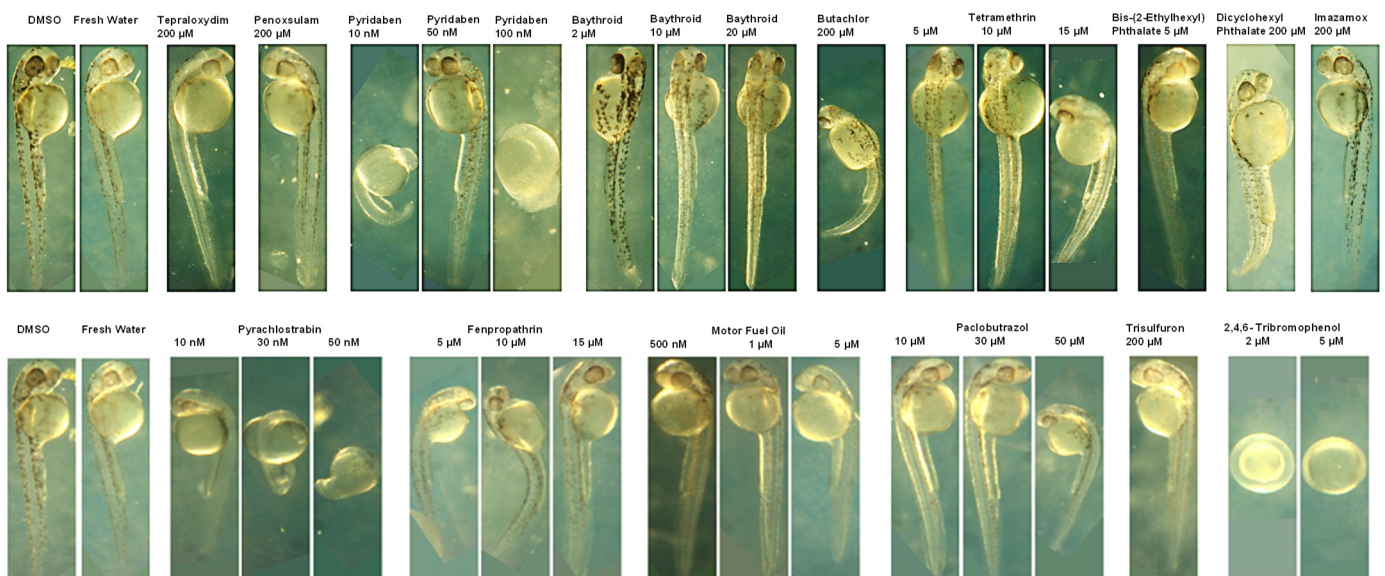 DMSO
Fresh Water
Tepraloxydim
200 µM
Penoxsulam
200 µM
Pyridaben
10 nM
Pyridaben
50 nM
Pyridaben
100 nM
Baythroid
2 µM
Baythroid
10 µM
Baythroid
20 µM
Butachlor
200 µM
Tetramethrin
5 µM
10 µM
15 µM
Bis-(2-Ethylhexyl)
Phthalate 5 µM
Dicyclohexyl
Phthalate 200 µM
Imazamox
200 µM
DMSO
Fresh Water
Pyrachlostrabin
10 nM
30 nM
50 nM
Fenpropathrin
5 µM
10 µM
15 µM
Motor Fuel Oil
500 nM
1 µM
5 µM
Paclobutrazol
10 µM
30 µM
50 µM
Trisulfuron
200 µM
2,4,6- Tribromophenol
2 µM
5 µM